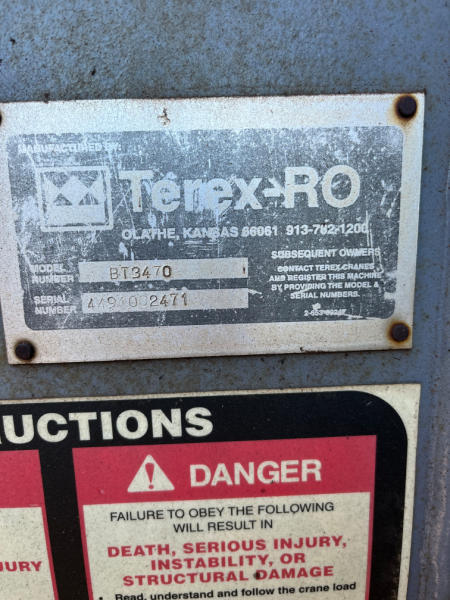 MANUFACTURED BY:
Terex-RO
OLATHE, KANSAS 66061 913-702-1200
SUBSEQUENT OWNERS
CONTACT TEREX CRANES
AND REGISTER THIS MACHINE
BY PROVIDING THE MODEL &
SERIAL NUMBERS.
MODEL
NUMBER BT3470
SERIAL
NUMBER
UCTIONS
DANGER
FAILURE TO OBEY THE FOLLOWING
WILL RESULT IN
DEATH, SERIOUS INJURY,
INSTABILITY, OR
STRUCTURAL DAMAGE
• Read, understand and follow the crane load
JURY